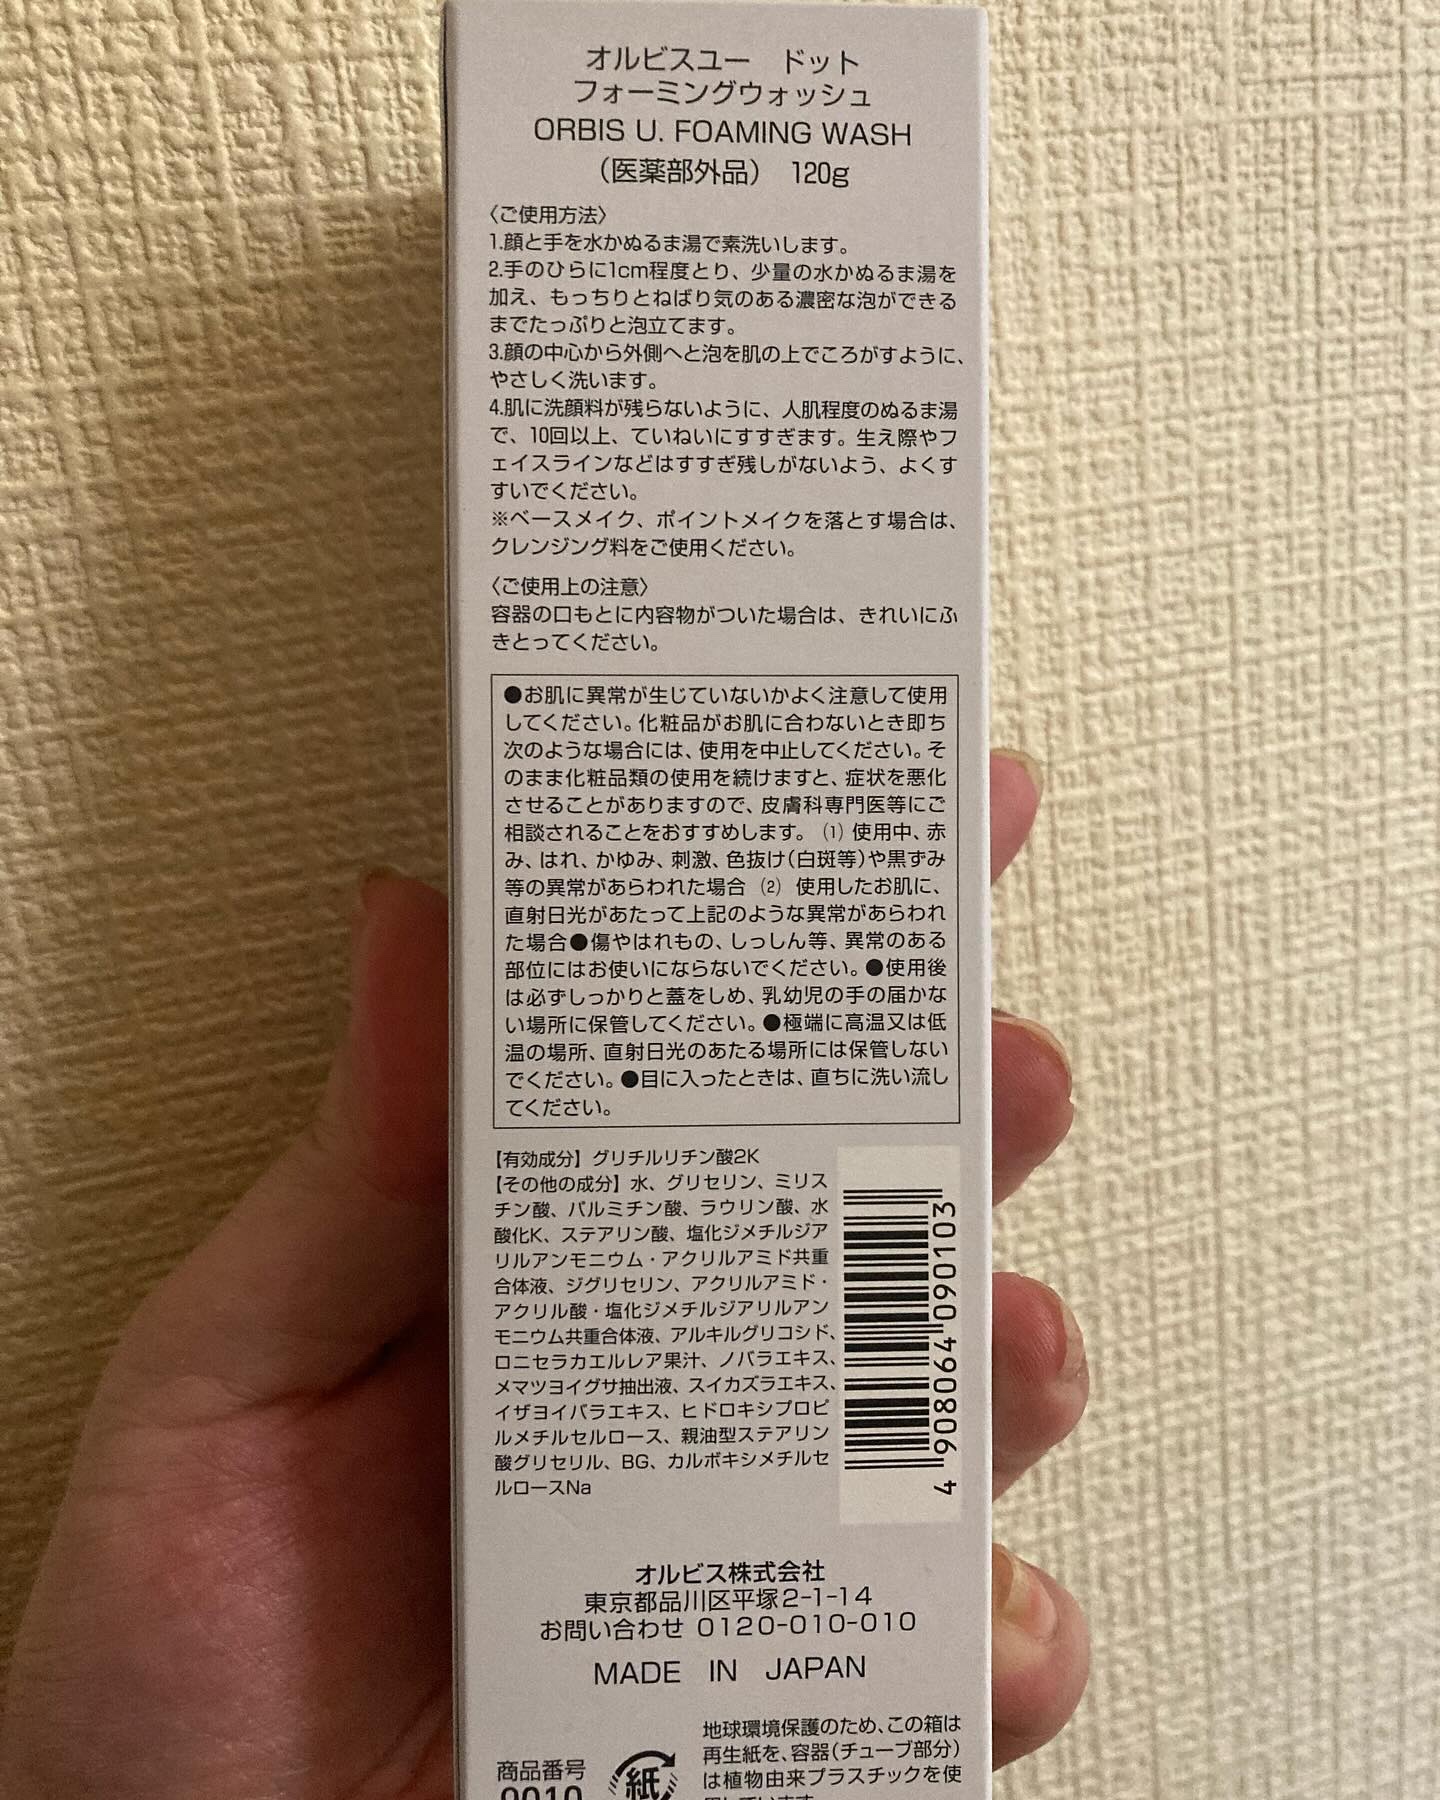 オルビスユー ドット
フォーミングウォッシュ
ORBIS U. FOAMING WASH
（医薬部外品） 120g
〈ご使用方法〉
1.顔と手を水かぬるま湯で素洗いします。
2.手のひらに1cm程度とり、少量の水かぬるま湯を
加え、もっちりとねばり気のある濃密な泡ができる
までたっぷりと泡立てます。
3.顔の中心から外側へと泡を肌の上でころがすように、
やさしく洗います。
4.肌に洗顔料が残らないように、人肌程度のぬるま湯
で、10回以上、ていねいにすすぎます。生え際やフ
ェイスラインなどはすすぎ残しがないよう、よくす
すいでください。
※ベースメイク、ポイントメイクを落とす場合は、
クレンジング料をご使用ください。
〈ご使用上の注意〉
容器の口もとに内容物がついた場合は、きれいにふ
きとってください。
●お肌に異常が生じていないかよく注意して使用
してください。化粧品がお肌に合わないとき即ち
次のような場合には、使用を中止してください。そ
のまま化粧品類の使用を続けますと、症状を悪化
させることがありますので、皮膚科専門医等にご
相談されることをおすすめします。（1）使用中、赤
み、はれ、かゆみ、刺激、色抜け（白斑等）や黒ずみ
等の異常があらわれた場合（2）使用したお肌に、
直射日光があたって上記のような異常があらわれ
た場合●傷やはれもの、しっしん等、異常のある
部位にはお使いにならないでください。●使用後
は必ずしっかりと蓋をしめ、乳幼児の手の届かな
い場所に保管してください。●極端に高温又は低
温の場所、直射日光のあたる場所には保管しない
でください。●目に入ったときは、直ちに洗い流し
てください。
【有効成分】グリチルリチン酸2K
【その他の成分】水、グリセリン、ミリス
チン酸、パルミチン酸、ラウリン酸、水
酸化K、ステアリン酸、塩化ジメチルジア
リルアンモニウム・アクリルアミド共重
合体液、ジグリセリン、アクリルアミド・
アクリル酸・塩化ジメチルジアリルアン
モニウム共重合体液、アルキルグリコシド、
ロニセラカエルレア果汁、ノバラエキス、
メマツヨイグサ抽出液、スイカズラエキス、
イザヨイバラエキス、ヒドロキシプロピ
ルメチルセルロース、親油型ステアリン
酸グリセリル、BG、カルボキシメチルセ
ルロースNa
4 908064 090103
オルビス株式会社
東京都品川区平塚2-1-14
お問い合わせ 0120-010-010
MADE IN JAPAN
地球環境保護のため、この箱は
再生紙を、容器（チューブ部分）
は植物由来プラスチックを使
商品番号
紙